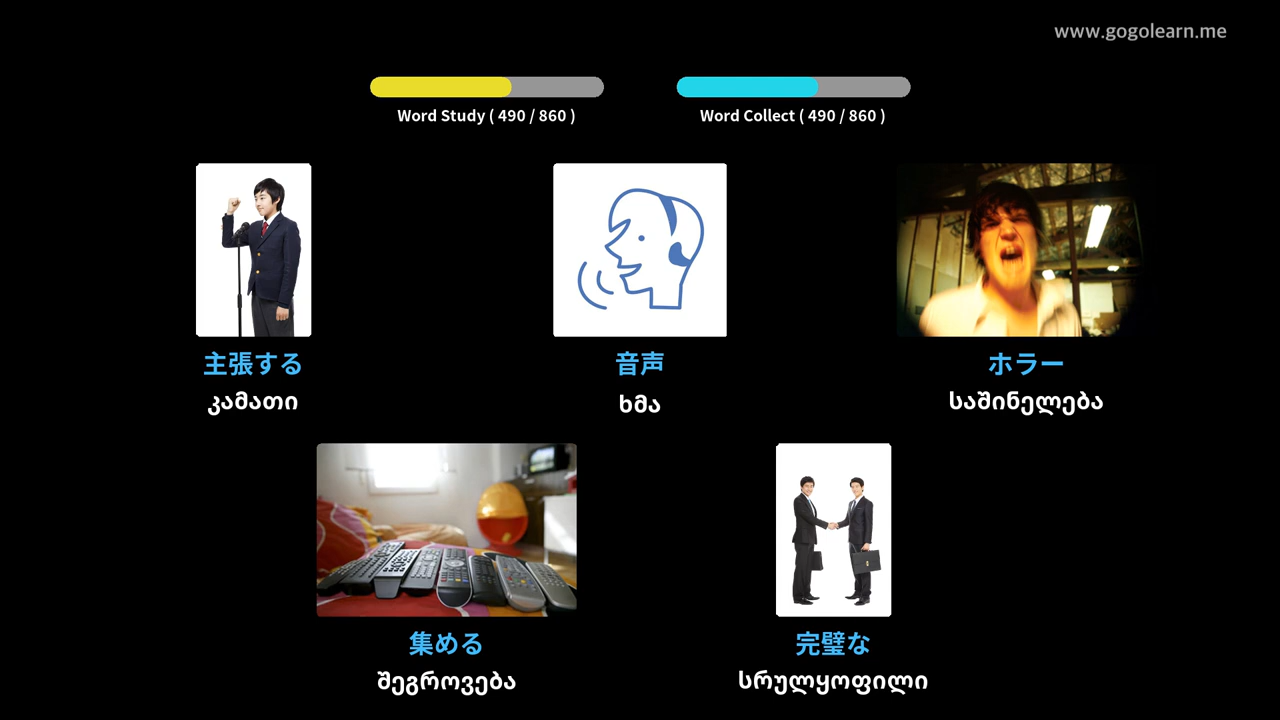 www.gogolearn.me
Word Study ( 490 / 860 )
Word Collect ( 490 / 860 )
主張する
კამათი
音声
ხმა
ホラー
საშინელება
集める
შეგროვება
完璧な
სრულყოფილი